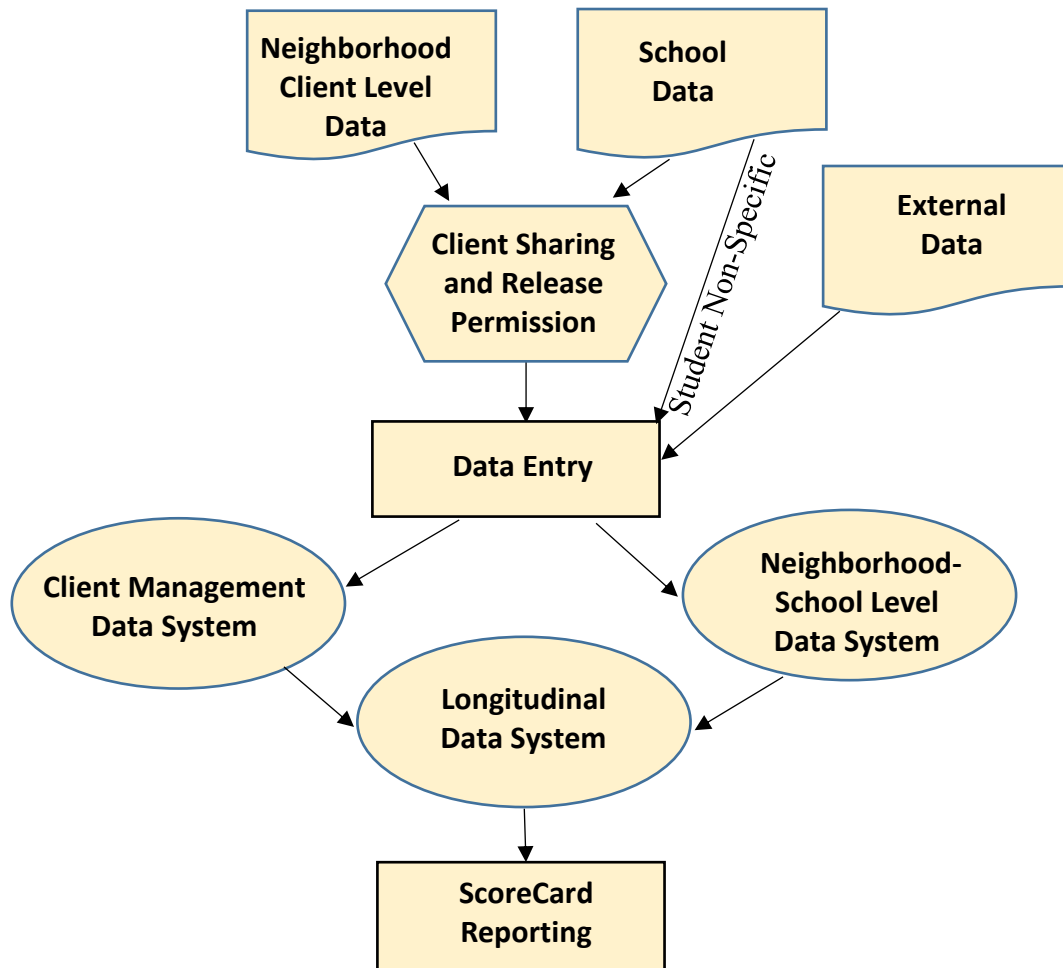 Neighborhood
Client Level
Data
School
Data
External
Data
Client Sharing
and Release
Permission
Student Non-Specific
Data Entry
Client Management
Data System
Neighborhood-
School Level
Data System
Longitudinal
Data System
ScoreCard
Reporting